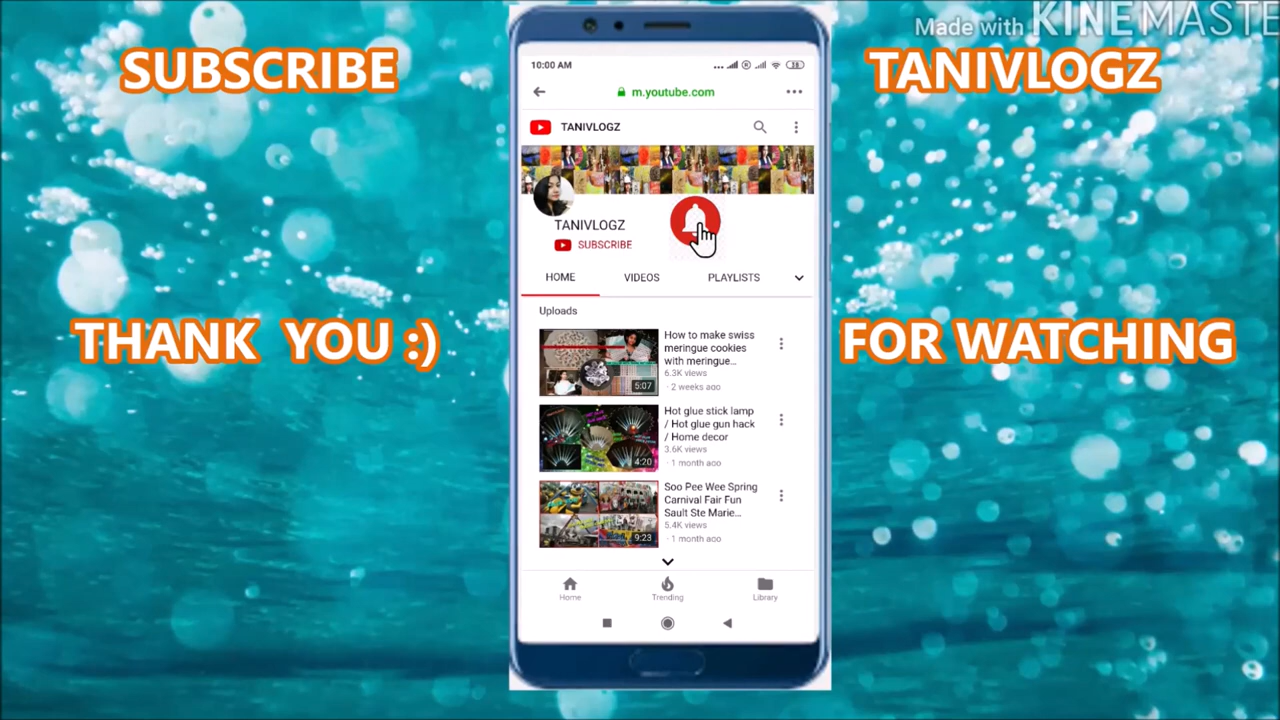 Made with KINEMASTE
SUBSCRIBE
TANIVLOGZ
THANK YOU :)
FOR WATCHING
10:00 AM
m.youtube.com
TANIVLOGZ
TANIVLOGZ
SUBSCRIBE
HOME VIDEOS PLAYLISTS
Uploads
How to make swiss
meringue cookies
with meringue...
6.3K views
· 2 weeks ago
5:07
Hot glue stick lamp
/ Hot glue gun hack
/ Home decor
3.6K views
· 1 month ago
4:20
Soo Pee Wee Spring
Carnival Fair Fun
Sault Ste Marie...
5.4K views
· 1 month ago
9:23
Home Trending Library